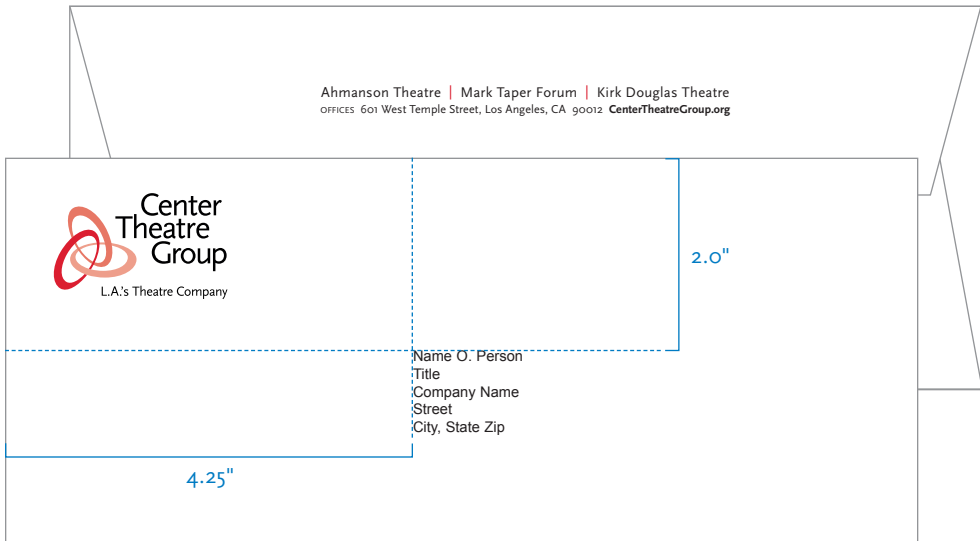 Ahmanson Theatre | Mark Taper Forum | Kirk Douglas Theatre
OFFICES 601 West Temple Street, Los Angeles, CA 90012 CenterTheatreGroup.org
Center
Theatre
Group
L.A.'s Theatre Company
2.0"
Name O. Person
Title
Company Name
Street
City, State Zip
4.25"